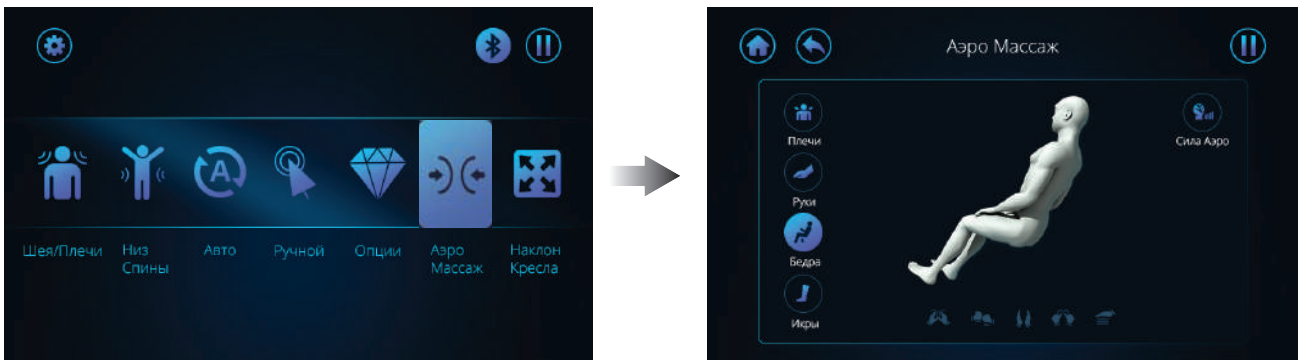 Шея/Плечи
Низ
Спины
Авто
Ручной
Опции
Аэро
Массаж
Наклон
Кресла
Аэро Массаж
Плечи
Руки
Бедра
Икры
Сила Аэро